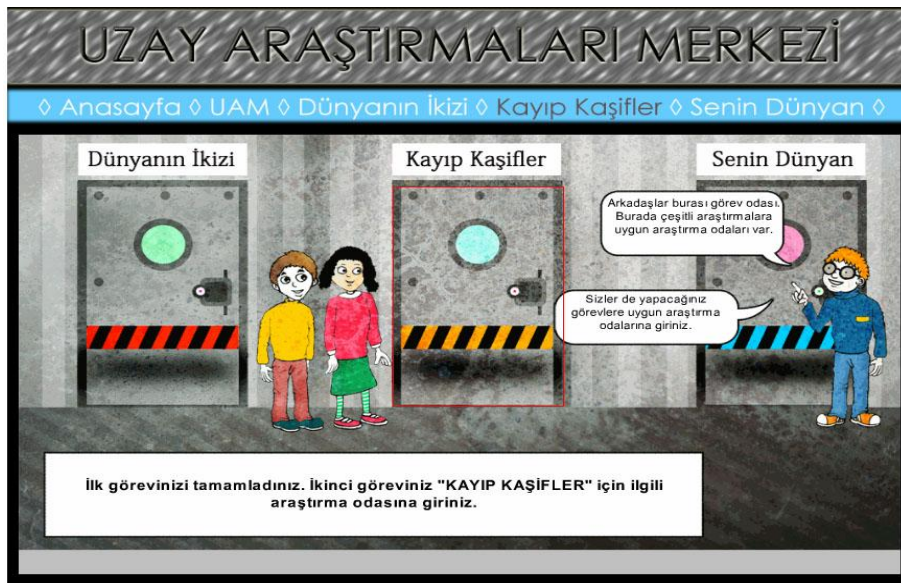 UZAY ARAŞTIRMALARI MERKEZİ
◊ Anasayfa ◊ UAM ◊ Dünyanın İkizi ◊ Kayıp Kaşifler ◊ Senin Dünyan ◊
Dünyanın İkizi
Kayıp Kaşifler
Senin Dünyan
Arkadaşlar burası görev odası.
Burada çeşitli araştırmalara
uygun araştırma odaları var.
Sizler de yapacağınız
görevlere uygun araştırma
odalarına giriniz.
İlk görevinizi tamamladınız. İkinci göreviniz "KAYIP KAŞİFLER" için ilgili
araştırma odasına giriniz.